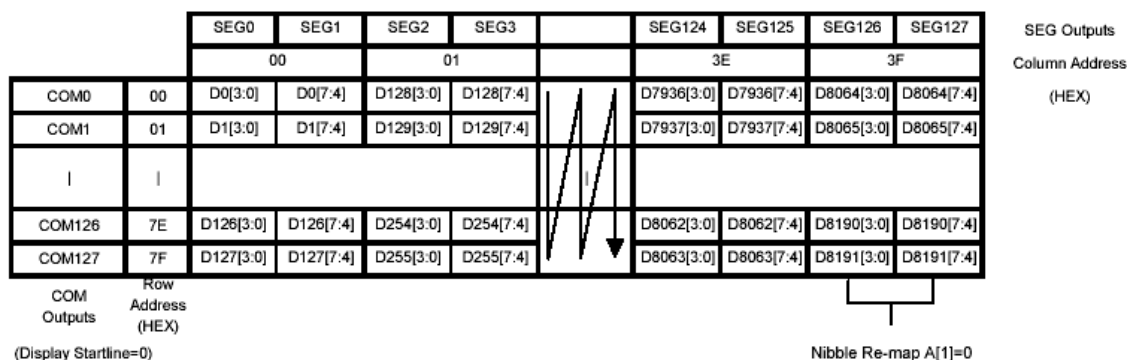 SEG0 SEG1 SEG2 SEG3 SEG124 SEG125 SEG126 SEG127 SEG Outputs
00 01 3E 3F Column Address
(HEX)
COM0 00 D0[3:0] D0[7:4] D128[3:0] D128[7:4] D7936[3:0] D7936[7:4] D8064[3:0] D8064[7:4]
COM1 01 D1[3:0] D1[7:4] D129[3:0] D129[7:4] D7937[3:0] D7937[7:4] D8065[3:0] D8065[7:4]
| | |
COM126 7E D126[3:0] D126[7:4] D254[3:0] D254[7:4] D8062[3:0] D8062[7:4] D8190[3:0] D8190[7:4]
COM127 7F D127[3:0] D127[7:4] D255[3:0] D255[7:4] D8063[3:0] D8063[7:4] D8191[3:0] D8191[7:4]
COM
Outputs
Row
Address
(HEX)
(Display Startline=0)
Nibble Re-map A[1]=0